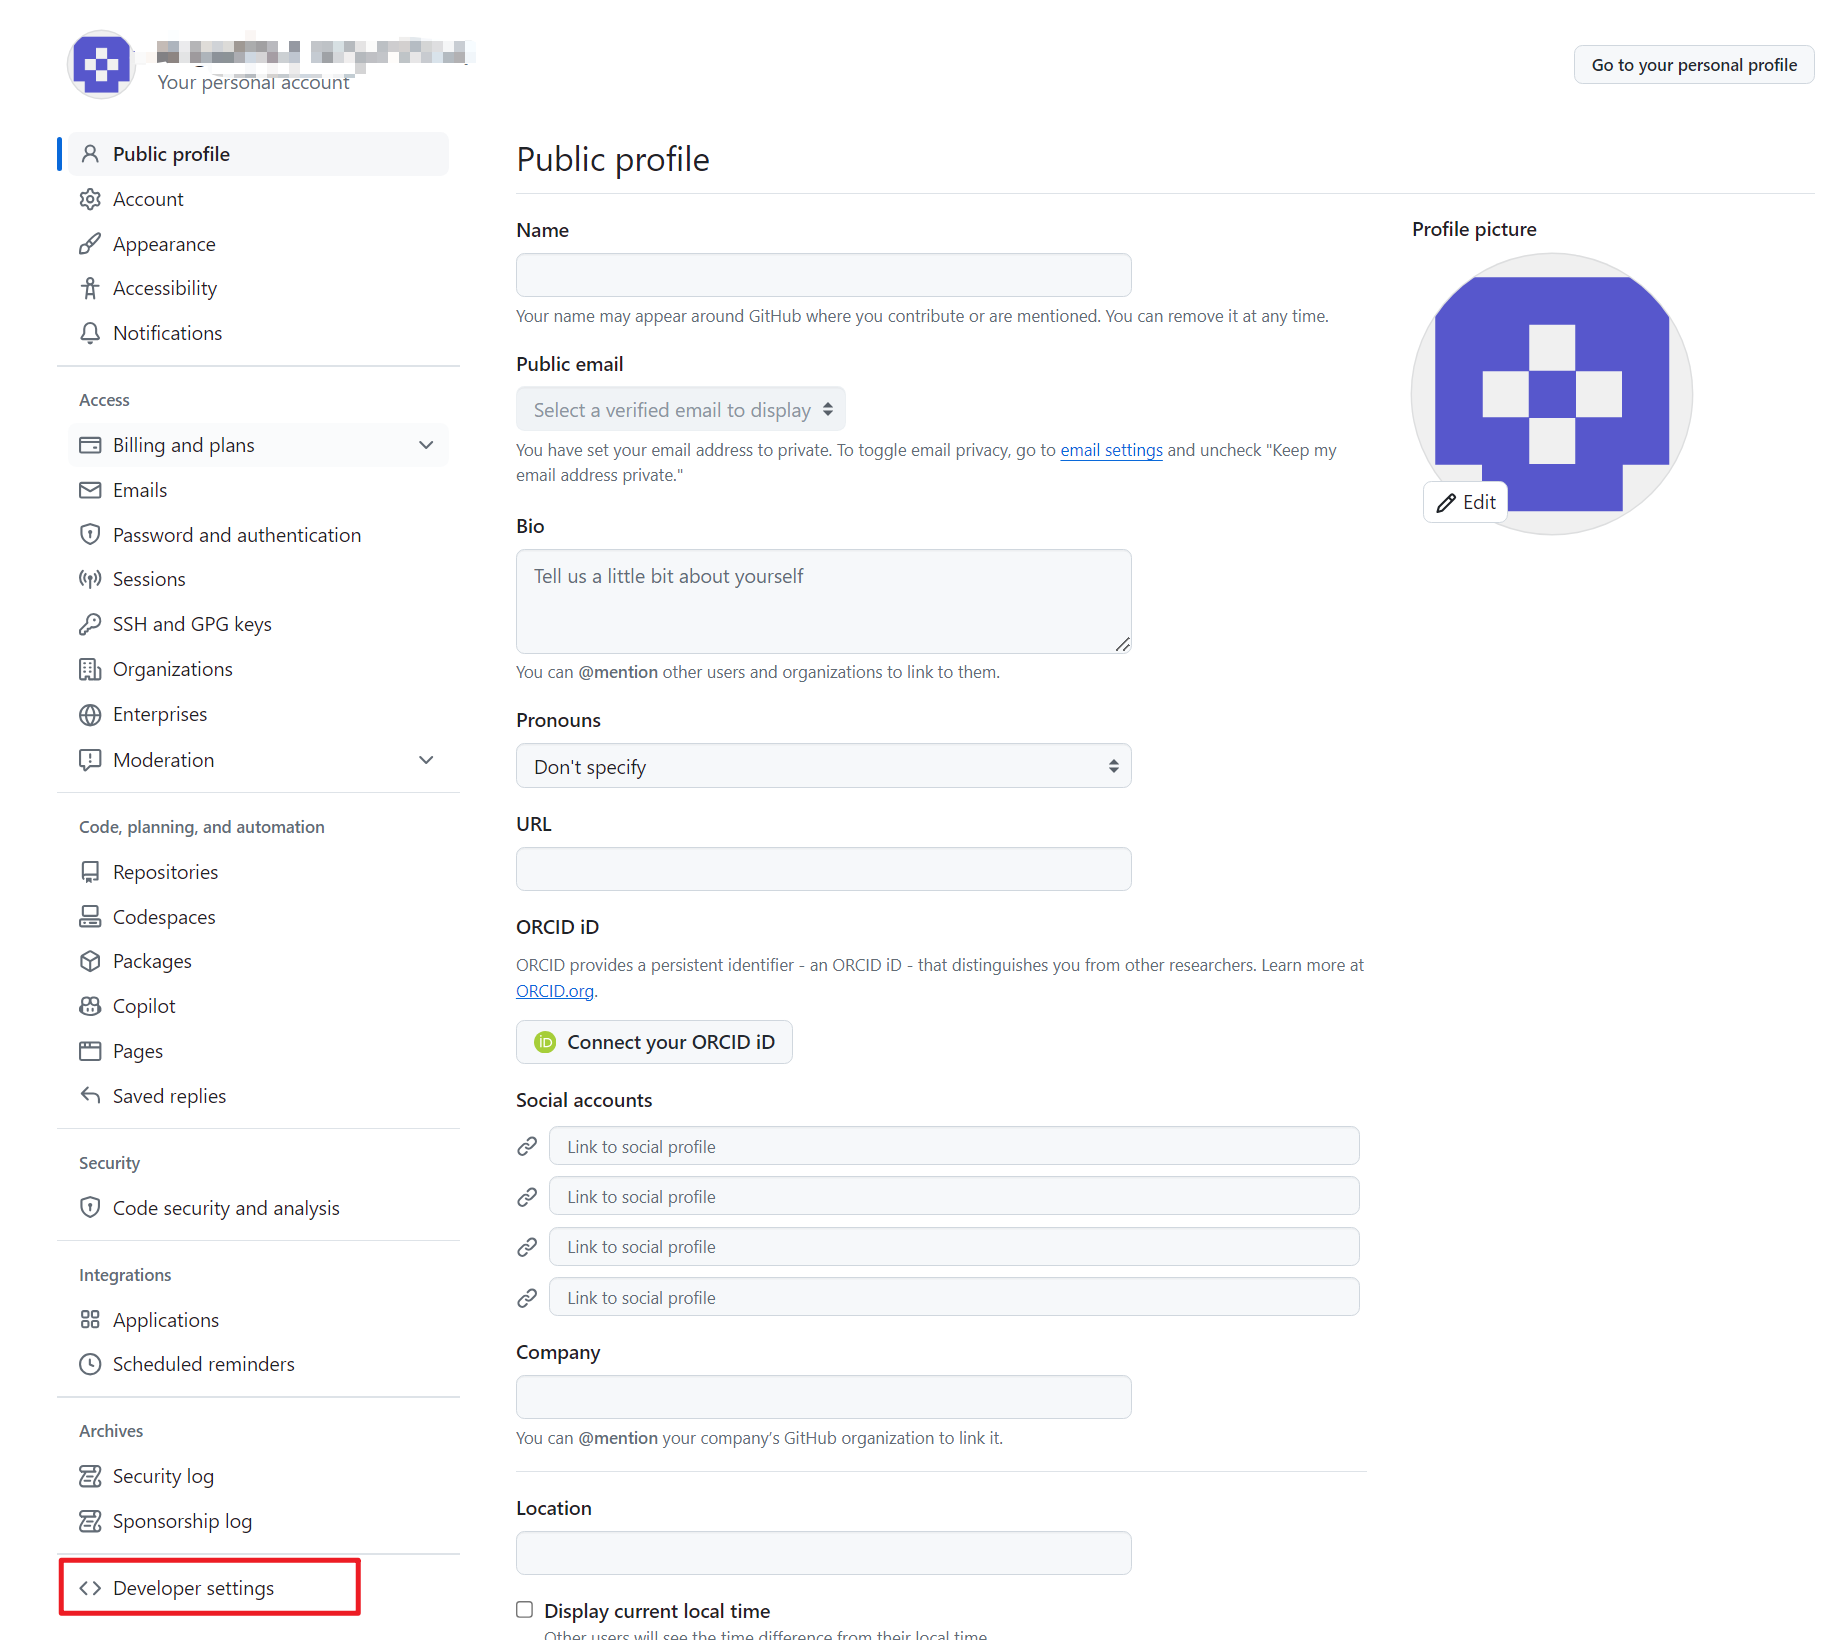 Your personal account
Go to your personal profile
Public profile
Account
Appearance
Accessibility
Notifications
Access
Billing and plans
Emails
Password and authentication
Sessions
SSH and GPG keys
Organizations
Enterprises
Moderation
Code, planning, and automation
Repositories
Codespaces
Packages
Copilot
Pages
Saved replies
Security
Code security and analysis
Integrations
Applications
Scheduled reminders
Archives
Security log
Sponsorship log
Developer settings
Public profile
Name
Your name may appear around GitHub where you contribute or are mentioned. You can remove it at any time.
Public email
Select a verified email to display
You have set your email address to private. To toggle email privacy, go to email settings and uncheck "Keep my
email address private."
Bio
Tell us a little bit about yourself
You can @mention other users and organizations to link to them.
Pronouns
Don't specify
URL
ORCID iD
ORCID provides a persistent identifier - an ORCID iD - that distinguishes you from other researchers. Learn more at
ORCID.org.
iD Connect your ORCID iD
Social accounts
Link to social profile
Link to social profile
Link to social profile
Link to social profile
Company
You can @mention your company's GitHub organization to link it.
Location
Display current local time
Other users will see the time difference from their local time.
Profile picture
Edit